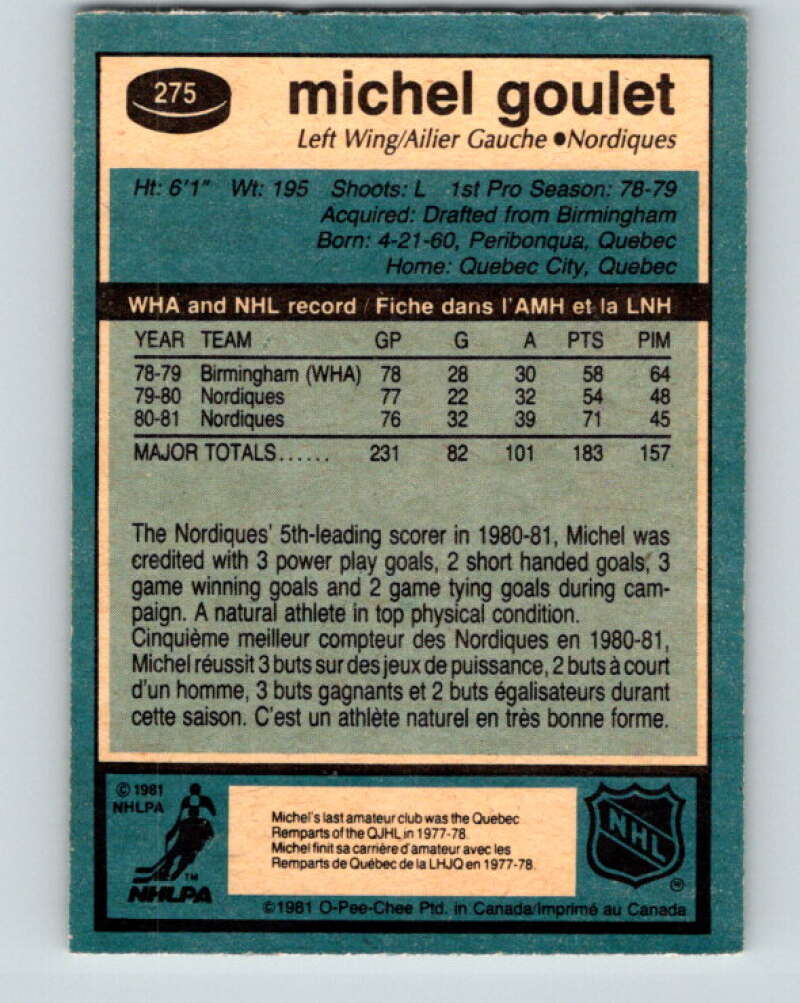 275
michel goulet
Left Wing/Ailier Gauche ●Nordiques
Ht: 6'1" Wt: 195 Shoots: L 1st Pro Season: 78-79
Acquired: Drafted from Birmingham
Born: 4-21-60, Peribonqua, Quebec
Home: Quebec City, Quebec
WHA and NHL record / Fiche dans l'AMH et la LNH
YEAR TEAM GP G A PTS PIM
78-79 Birmingham (WHA) 78 28 30 58 64
79-80 Nordiques 77 22 32 54 48
80-81 Nordiques 76 32 39 71 45
MAJOR TOTALS...... 231 82 101 183 157
The Nordiques' 5th-leading scorer in 1980-81, Michel was
credited with 3 power play goals, 2 short handed goals, 3
game winning goals and 2 game tying goals during cam-
paign. A natural athlete in top physical condition.
Cinquième meilleur compteur des Nordiques en 1980-81,
Michel réussit 3 buts sur des jeux de puissance, 2 buts à court
d'un homme, 3 buts gagnants et 2 buts égalisateurs durant
cette saison. C'est un athlète naturel en très bonne forme.
© 1981
NHLPA
TM
NHLPA
Michel's last amateur club was the Quebec
Remparts of the QJHL in 1977-78.
Michel finit sa carrière d'amateur avec les
Remparts de Québec de la LHJQ en 1977-78.
NHL
©1981 O-Pee-Chee Ptd. in Canada/Imprimé au Canada